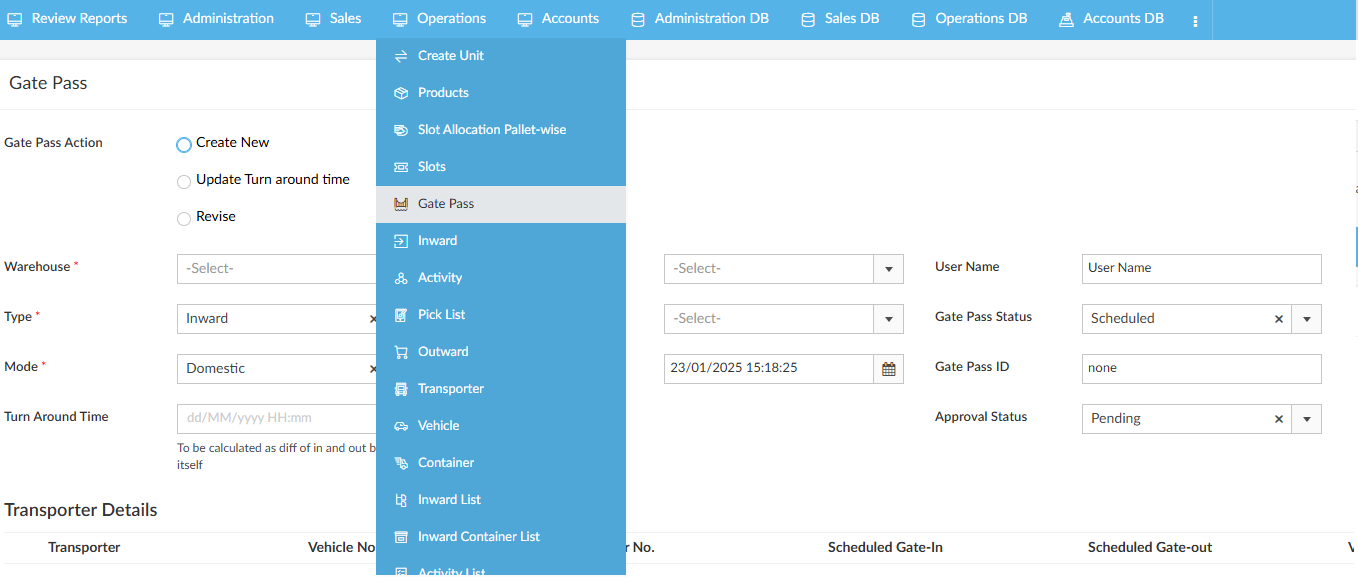 Review Reports Administration Sales Operations Accounts Administration DB Sales DB Operations DB Accounts DB
Create Unit
Products
Slot Allocation Pallet-wise
Slots
Gate Pass
Inward
Activity
Pick List
Outward
Transporter
Vehicle
Container
Inward List
Inward Container List
Activity List
Gate Pass
Gate Pass Action
Create New
Update Turn around time
Revise
Warehouse * -Select- -Select- User Name User Name
Type * Inward × -Select- Gate Pass Status Scheduled ×
Mode * Domestic × 23/01/2025 15:18:25 Gate Pass ID none
Turn Around Time dd/MM/yyyy HH:mm Approval Status Pending ×
To be calculated as diff of in and out b
itself
Transporter Details
Transporter Vehicle No r No. Scheduled Gate-In Scheduled Gate-out